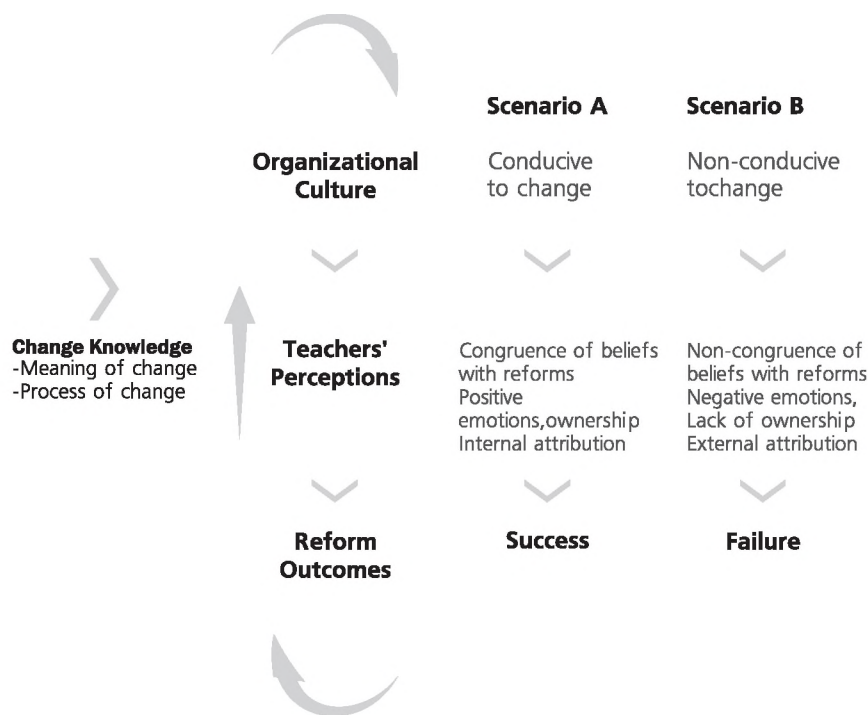 Scenario A
Scenario B
Organizational
Culture
Conducive
to change
Non-conducive
tochange
Change Knowledge
-Meaning of change
-Process of change
Teachers'
Perceptions
Congruence of beliefs
with reforms
Positive
emotions,ownership
Internal attribution
Non-congruence of
beliefs with reforms
Negative emotions,
Lack of ownership
External attribution
Reform
Outcomes
Success
Failure